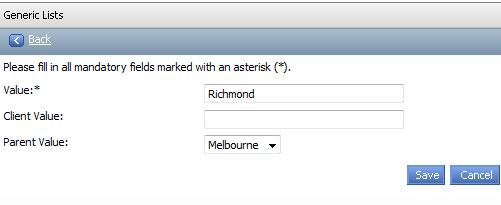 Generic Lists
Back
Please fill in all mandatory fields marked with an asterisk (*).
Value:* Richmond
Client Value:
Parent Value: Melbourne
Save Cancel